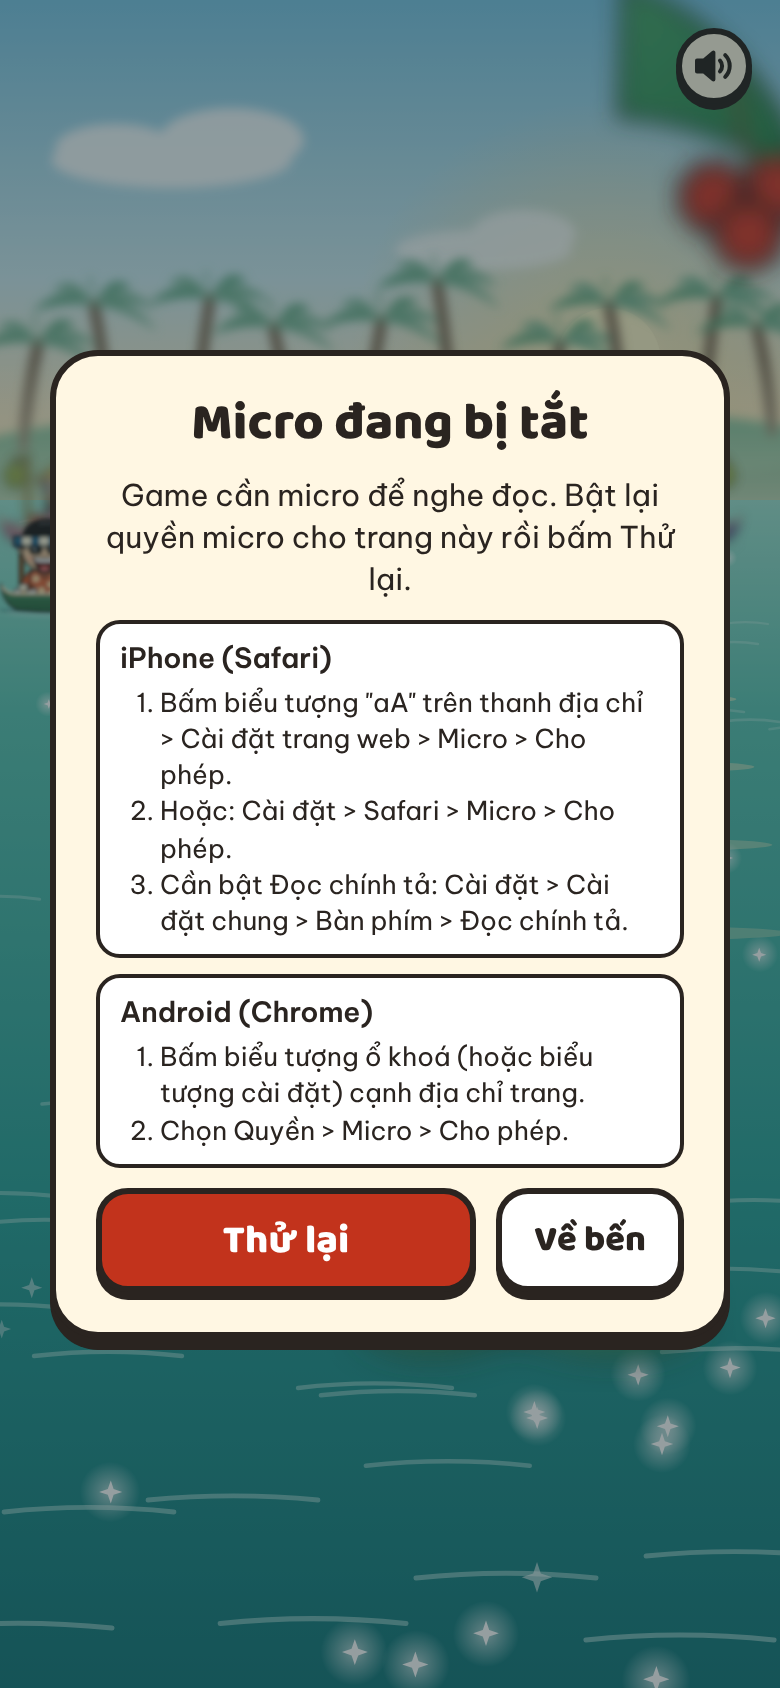 Micro đang bị tắt
Game cần micro để nghe đọc. Bật lại
quyền micro cho trang này rồi bấm Thử
lại.
iPhone (Safari)
1. Bấm biểu tượng "aA" trên thanh địa chỉ
> Cài đặt trang web > Micro > Cho
phép.
2. Hoặc: Cài đặt > Safari > Micro > Cho
phép.
3. Cần bật Đọc chính tả: Cài đặt > Cài
đặt chung > Bàn phím > Đọc chính tả.
Android (Chrome)
1. Bấm biểu tượng ổ khoá (hoặc biểu
tượng cài đặt) cạnh địa chỉ trang.
2. Chọn Quyền > Micro > Cho phép.
Thử lại
Về bến